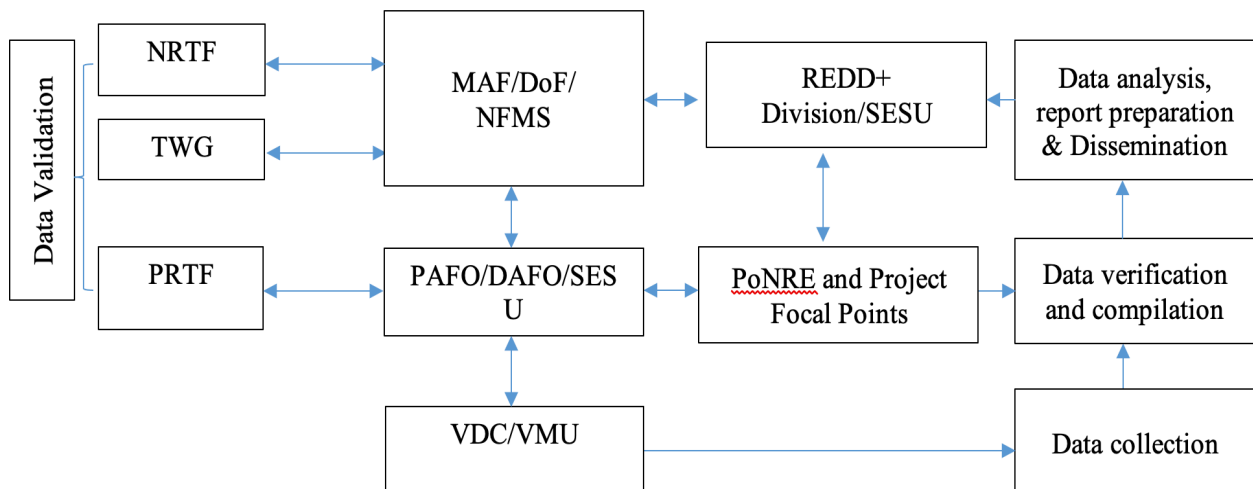 Data Validation
NRTF
TWG
PRTF
MAF/DoF/
NFMS
PAFO/DAFO/SES
U
VDC/VMU
REDD+
Division/SESU
PoNRE and Project
Focal Points
Data analysis,
report preparation
& Dissemination
Data verification
and compilation
Data collection